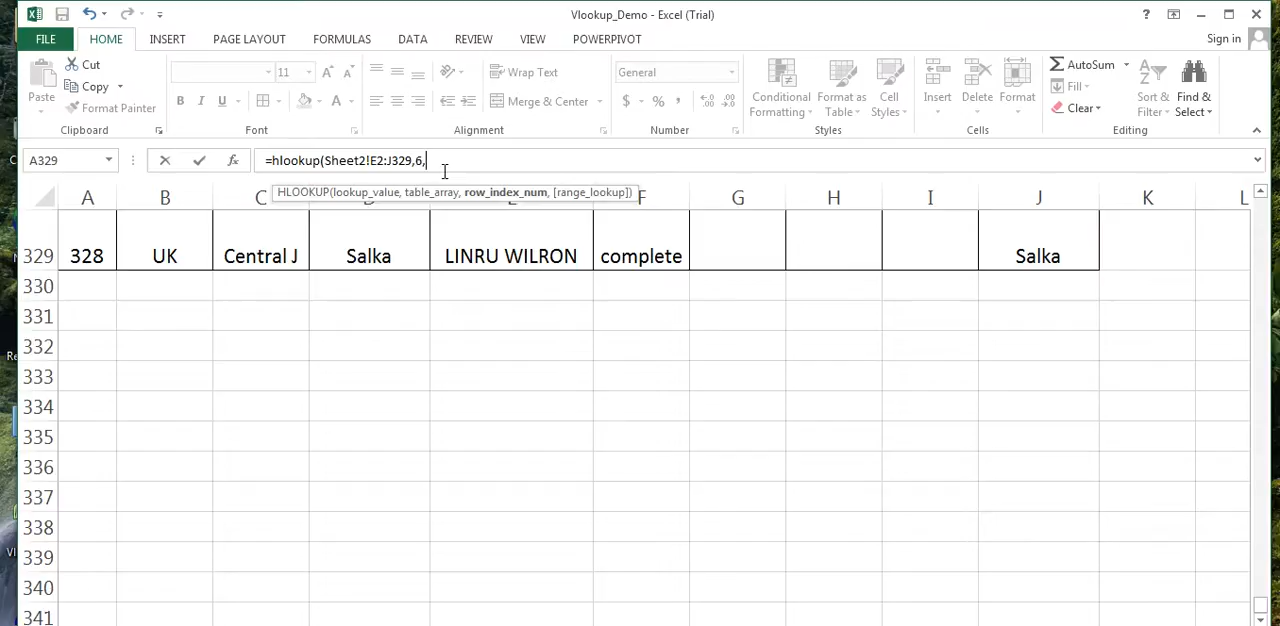 Vlookup_Demo - Excel (Trial)
?
FILE HOME INSERT PAGE LAYOUT FORMULAS DATA REVIEW VIEW POWERPIVOT Sign in
Paste
Cut
Copy
Format Painter
Clipboard
11 A A
B I U A
Font
Wrap Text
Merge & Center
Alignment
General
$ % ,
Number
Conditional Formatting
Format as Table
Cell Styles
Styles
Insert
Delete
Format
Cells
AutoSum
Fill
Clear
Sort & Filter
Find & Select
Editing
A329 fx =hlookup(Sheet2!E2:J329,6,
HLOOKUP(lookup_value, table_array, row_index_num, [range_lookup])
A B C F G H I J K L
329 328 UK Central J Salka LINRU WILRON complete Salka
330
331
332
333
334
335
336
337
338
339
340
341